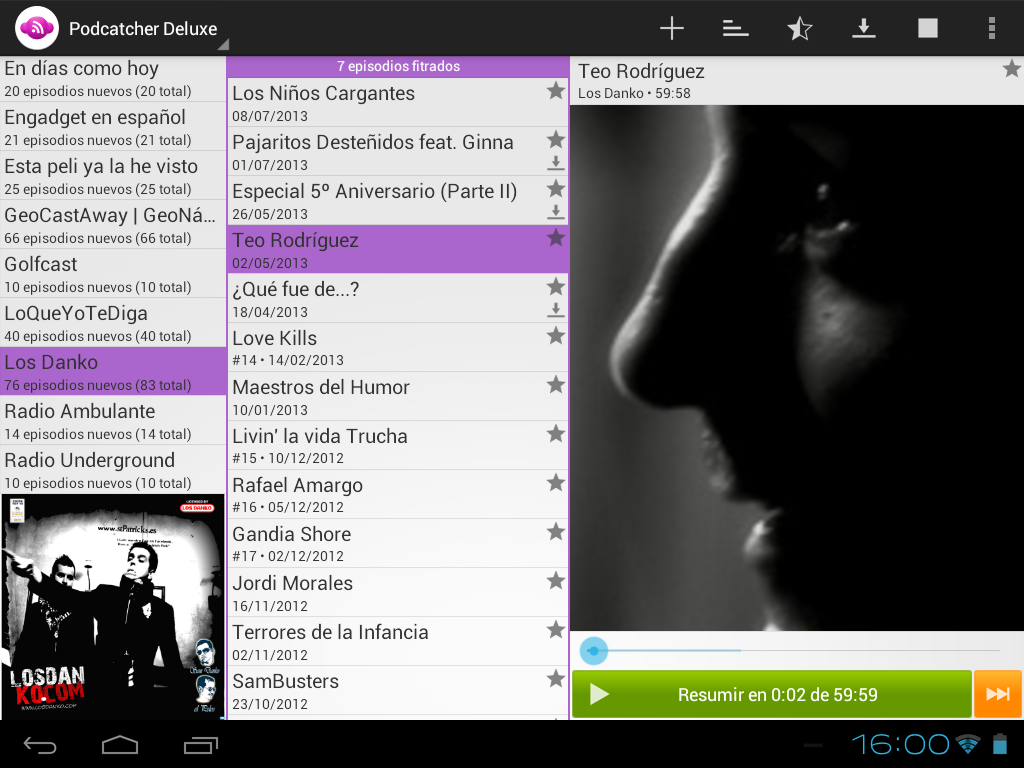 Podcatcher Deluxe
En días como hoy
20 episodios nuevos (20 total)
Engadget en español
21 episodios nuevos (21 total)
Esta peli ya la he visto
25 episodios nuevos (25 total)
GeoCastAway | GeoNá...
66 episodios nuevos (66 total)
Golfcast
10 episodios nuevos (10 total)
LoQueYoTeDiga
40 episodios nuevos (40 total)
Los Danko
76 episodios nuevos (83 total)
Radio Ambulante
14 episodios nuevos (14 total)
Radio Underground
10 episodios nuevos (10 total)
LOS DANKO
www.stPatricks.es
LOSDAN
KOCOM
WWW.LOSDANKO.COM
7 episodios fitrados
Los Niños Cargantes
08/07/2013
Pajaritos Desteñidos feat. Ginna
01/07/2013
Especial 5º Aniversario (Parte II)
26/05/2013
Teo Rodríguez
02/05/2013
¿Qué fue de...?
18/04/2013
Love Kills
#14 • 14/02/2013
Maestros del Humor
10/01/2013
Livin' la vida Trucha
#15 • 10/12/2012
Rafael Amargo
#16 • 05/12/2012
Gandia Shore
#17 • 02/12/2012
Jordi Morales
16/11/2012
Terrores de la Infancia
02/11/2012
SamBusters
23/10/2012
Teo Rodríguez
Los Danko • 59:58
Resumir en 0:02 de 59:59
16:00